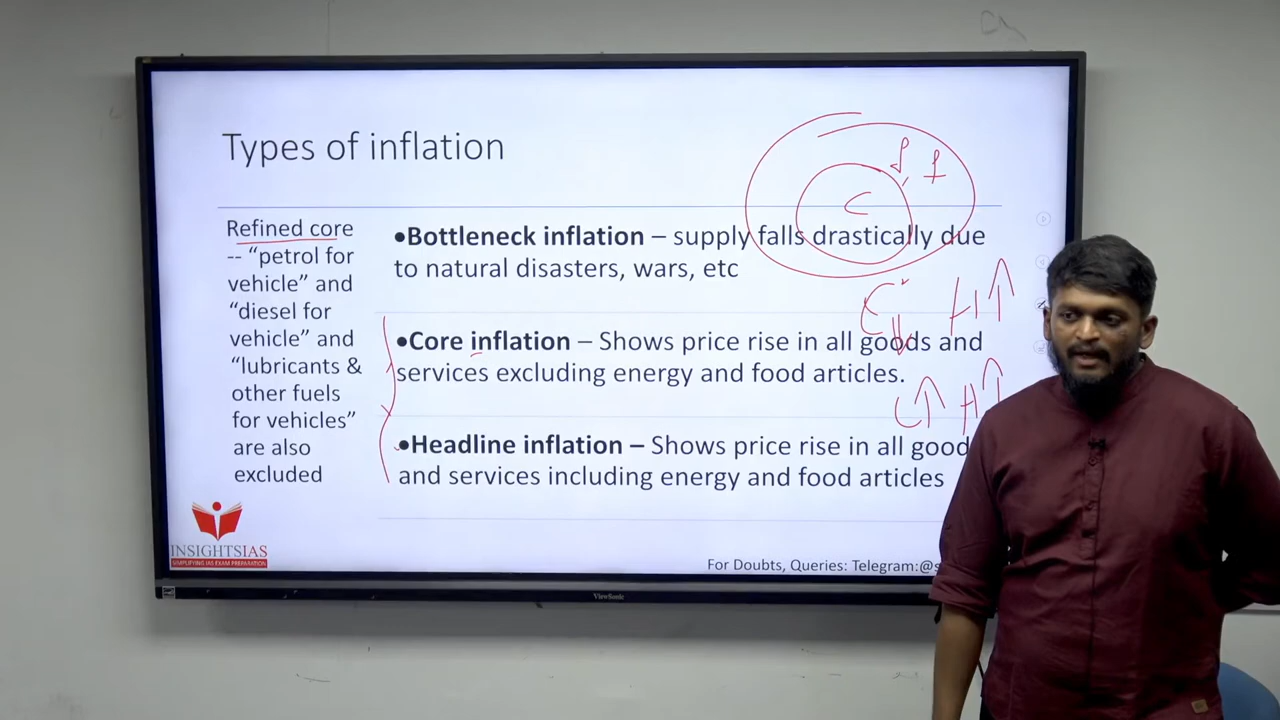 Types of inflation
Refined core
-- “petrol for
vehicle” and
“diesel for
vehicle” and
“lubricants &
other fuels
for vehicles”
are also
excluded
•Bottleneck inflation – supply falls drastically due
to natural disasters, wars, etc
•Core inflation – Shows price rise in all goods and
services excluding energy and food articles.
•Headline inflation – Shows price rise in all good
and services including energy and food articles
C
f
f
C
H↑
C↑ H↑
INSIGHTSIAS
SIMPLIFYING IAS EXAM PREPARATION
For Doubts, Queries: Telegram:@s
ViewSonic